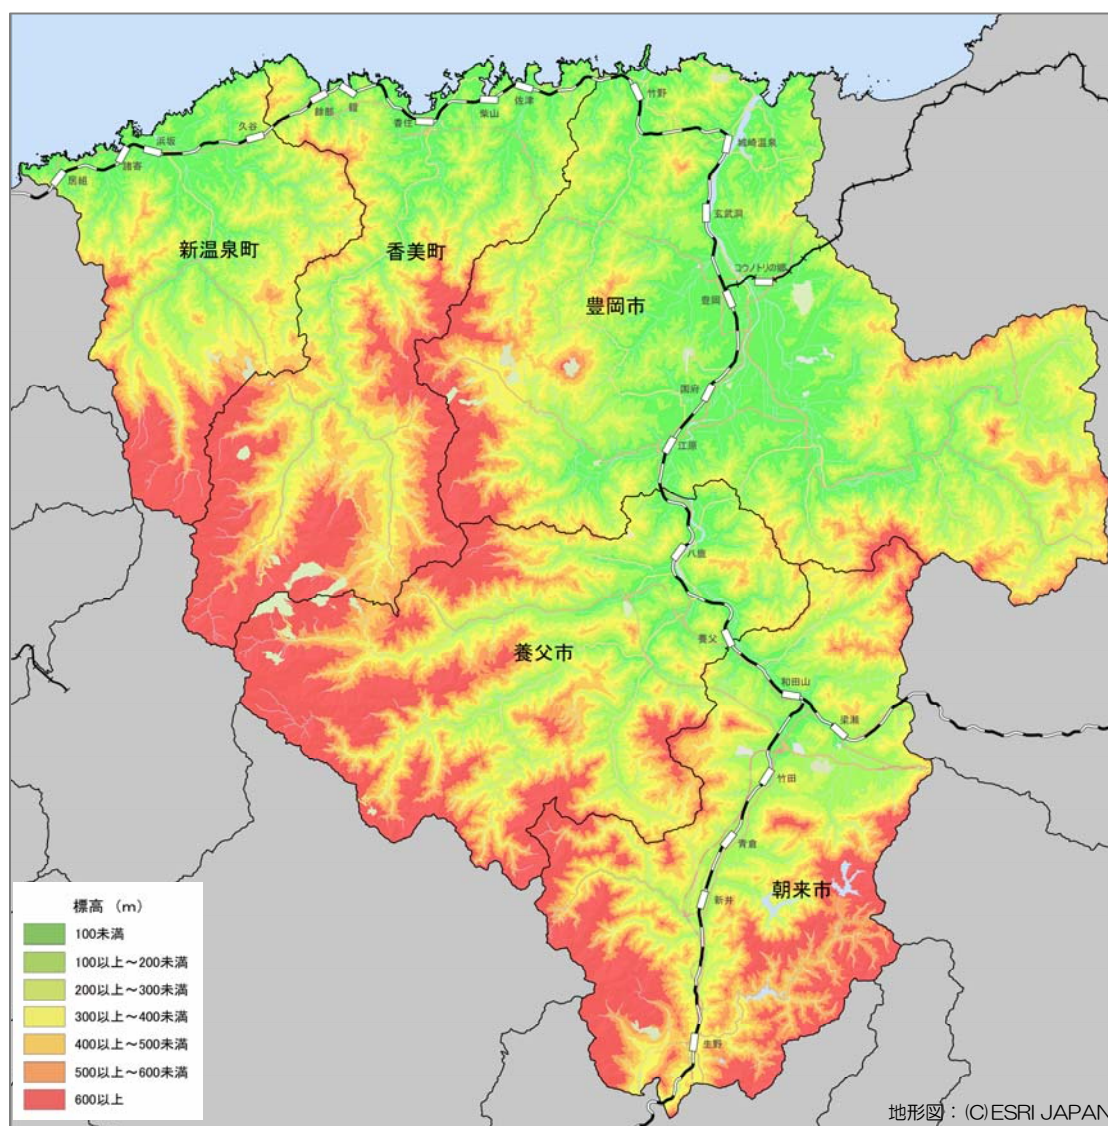 竹野
佐津
柴山
香住
鎧
餘部
久谷
浜坂
諸寄
居組
城崎温泉
玄武洞
新温泉町
香美町
コウノトリの郷
豊岡
豊岡市
国府
江原
八鹿
養父
養父市
和田山
梁瀬
竹田
青倉
朝来市
新井
生野
標高 (m)
100未満
100以上~200未満
200以上~300未満
300以上~400未満
400以上~500未満
500以上~600未満
600以上
地形図：(C)ESRI JAPAN